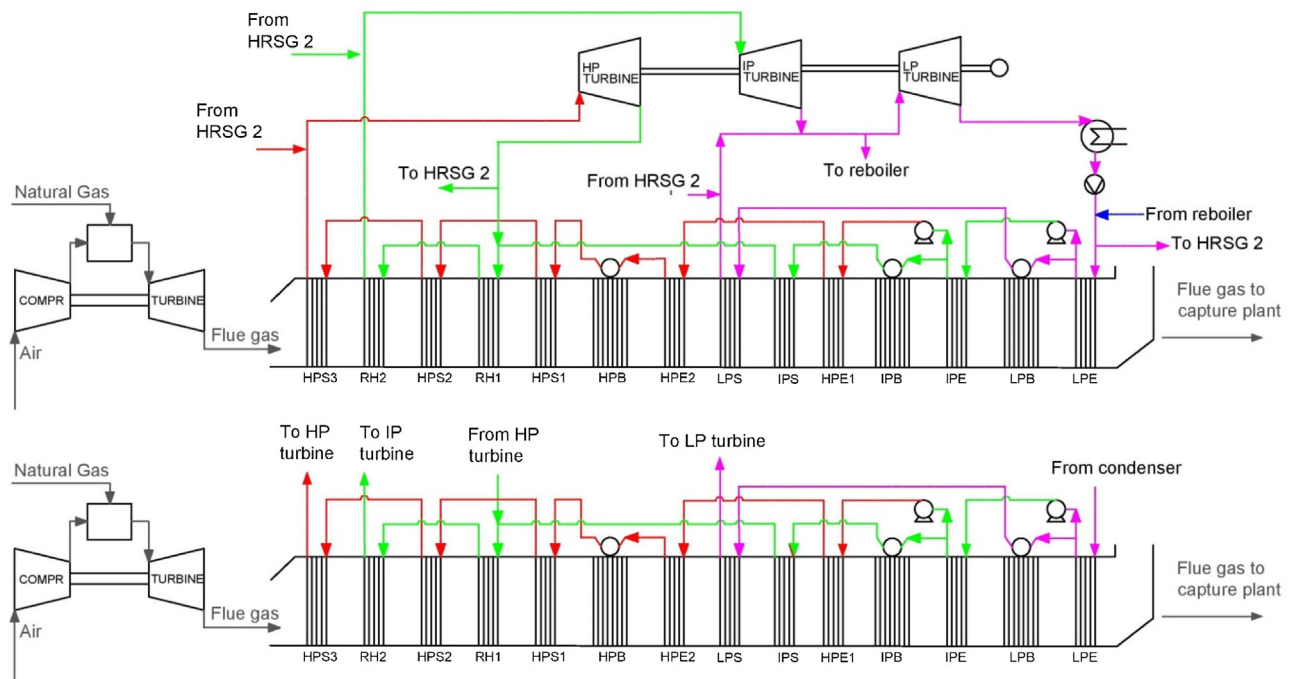 From
HRSG 2
HP
TURBINE
IP
TURBINE
LP
TURBINE
From
HRSG 2
To HRSG 2
From HRSG 2
To reboiler
Natural Gas
From reboiler
To HRSG 2
COMPR
TURBINE
Flue gas
Air
Flue gas to
capture plant
HPS3 RH2 HPS2 RH1 HPS1 HPB HPE2 LPS IPS HPE1 IPB IPE LPB LPE
To HP
turbine
To IP
turbine
From HP
turbine
To LP turbine
From condenser
Natural Gas
COMPR
TURBINE
Flue gas
Air
Flue gas to
capture plant
HPS3 RH2 HPS2 RH1 HPS1 HPB HPE2 LPS IPS HPE1 IPB IPE LPB LPE